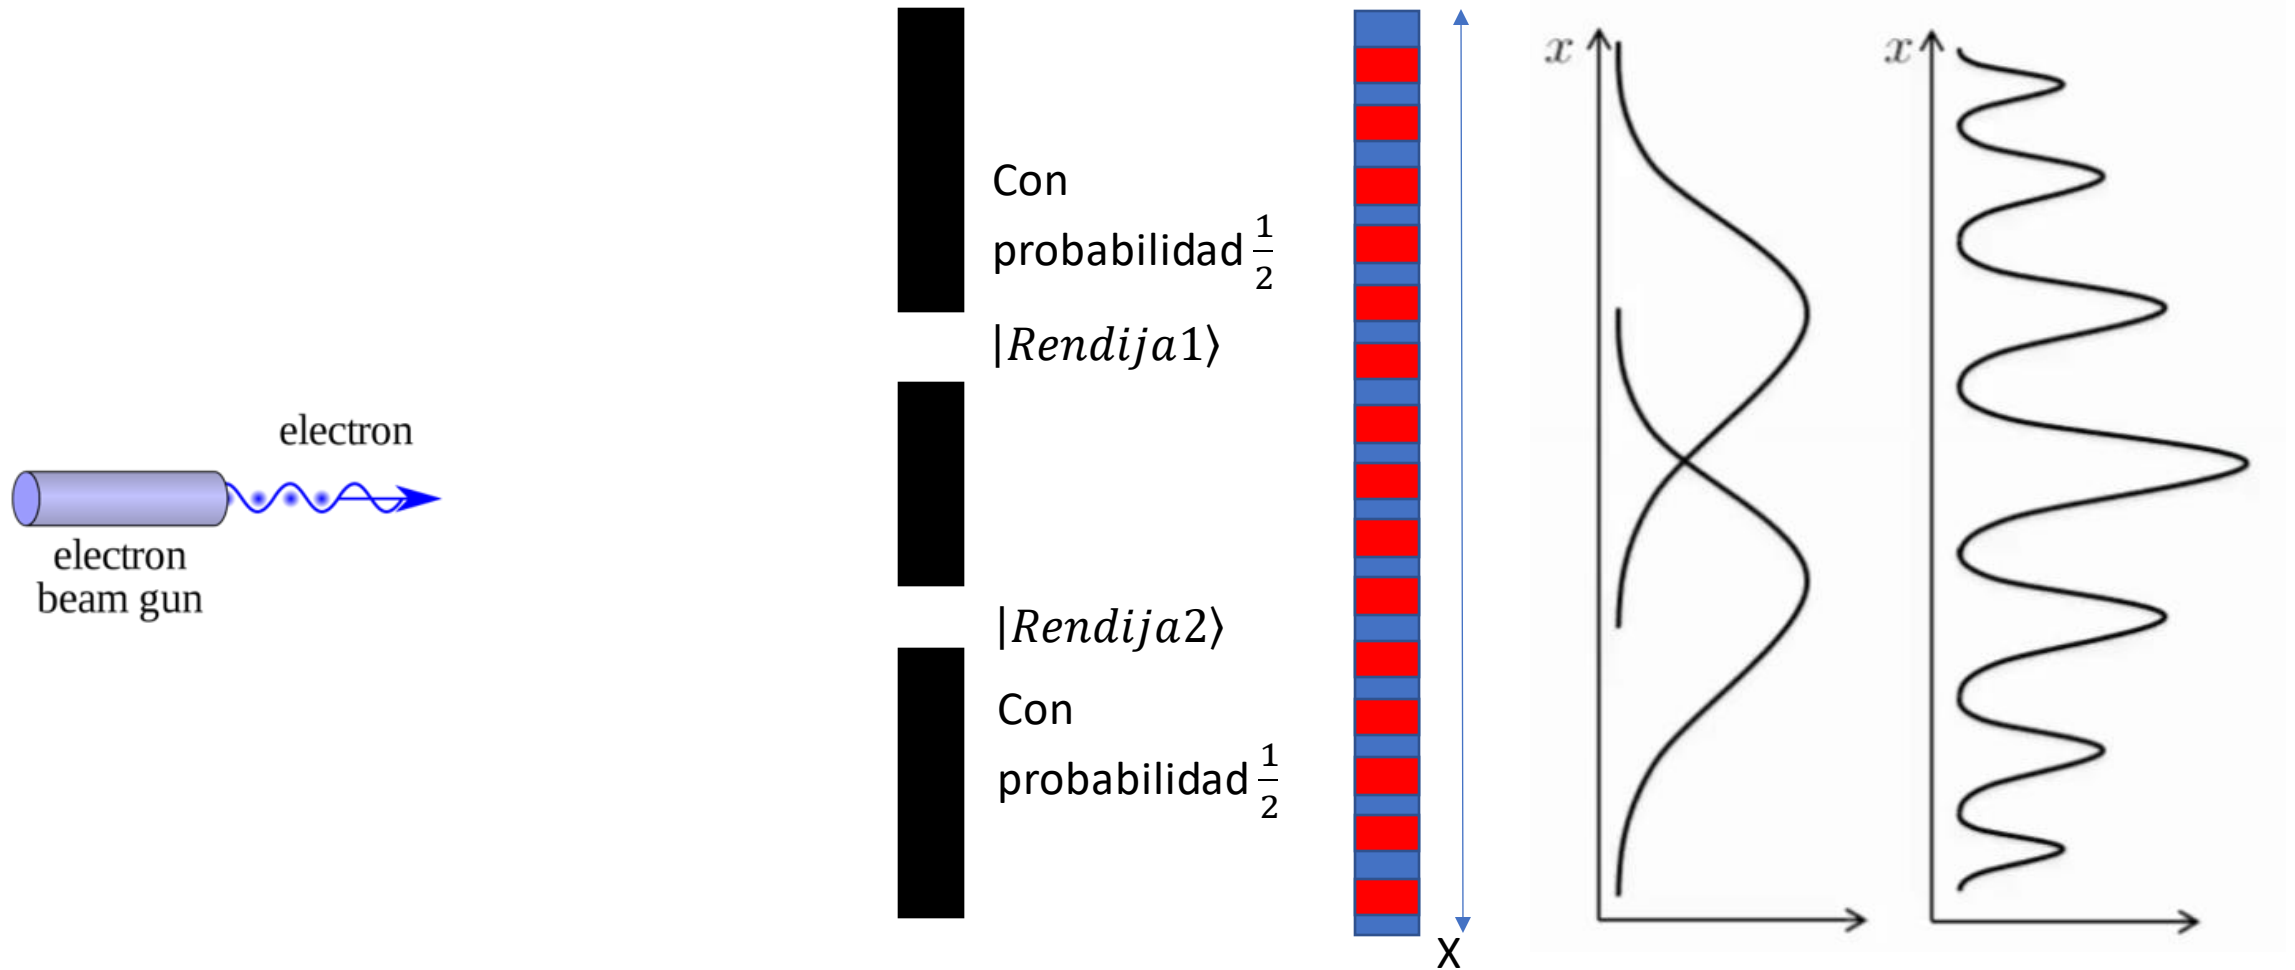 electron
electron
beam gun
Con
probabilidad 1/2
|Rendija1⟩
|Rendija2⟩
Con
probabilidad 1/2
X
x
x